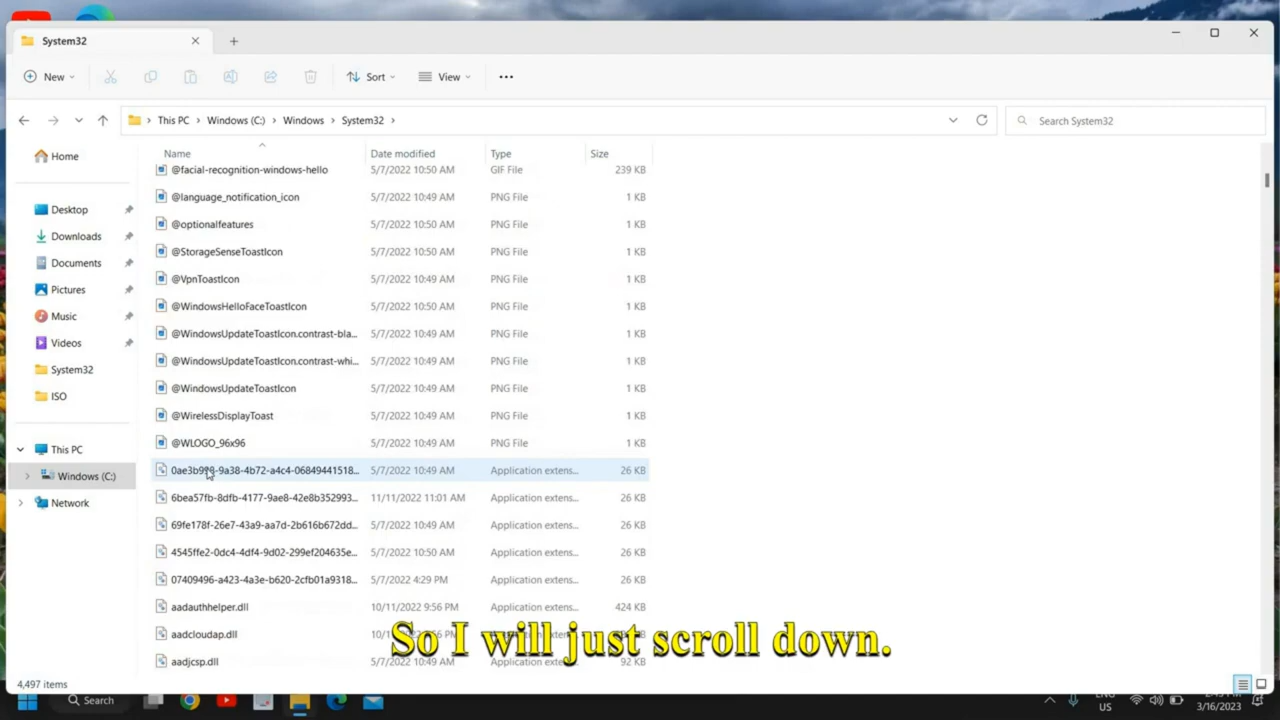 System32
New
Sort
View
This PC > Windows (C:) > Windows > System32 >
Search System32
Name Date modified Type Size
Home
Desktop
Downloads
Documents
Pictures
Music
Videos
System32
ISO
This PC
Windows (C:)
Network
@facial-recognition-windows-hello 5/7/2022 10:50 AM GIF File 239 KB
@language_notification_icon 5/7/2022 10:49 AM PNG File 1 KB
@optionalfeatures 5/7/2022 10:50 AM PNG File 1 KB
@StorageSenseToastIcon 5/7/2022 10:50 AM PNG File 1 KB
@VpnToastIcon 5/7/2022 10:49 AM PNG File 1 KB
@WindowsHelloFaceToastIcon 5/7/2022 10:50 AM PNG File 1 KB
@WindowsUpdateToastIcon.contrast-bla... 5/7/2022 10:49 AM PNG File 1 KB
@WindowsUpdateToastIcon.contrast-whi... 5/7/2022 10:49 AM PNG File 1 KB
@WindowsUpdateToastIcon 5/7/2022 10:49 AM PNG File 1 KB
@WirelessDisplayToast 5/7/2022 10:49 AM PNG File 1 KB
@WLOGO_96x96 5/7/2022 10:49 AM PNG File 1 KB
5/7/2022 10:49 AM Application extens... 26 KB
6bea57fb-8dfb-4177-9ae8-42e8b352993... 11/11/2022 11:01 AM Application extens... 26 KB
69fe178f-26e7-43a9-aa7d-2b616b672dd... 5/7/2022 10:49 AM Application extens... 26 KB
4545ffe2-0dc4-4df4-9d02-299ef204635e... 5/7/2022 10:50 AM Application extens... 26 KB
07409496-a423-4a3e-b620-2cfb01a9318... 5/7/2022 4:29 PM Application extens... 26 KB
aadauthhelper.dll 10/11/2022 9:56 PM Application extens... 424 KB
aadcloudap.dll
aadjcsp.dll 5/7/2022 10:49 AM Application extens... 92 KB
So I will just scroll down.
4,497 items
Search
US
3/16/2023